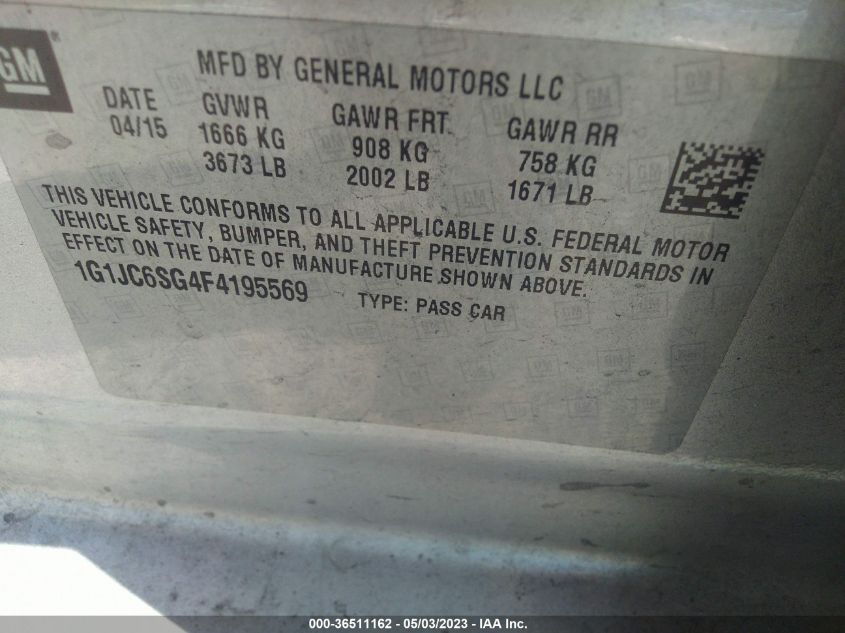 GM
MFD BY GENERAL MOTORS LLC
DATE GVWR GAWR FRT GAWR RR
04/15 1666 KG 908 KG 758 KG
3673 LB 2002 LB 1671 LB
THIS VEHICLE CONFORMS TO ALL APPLICABLE U.S. FEDERAL MOTOR
VEHICLE SAFETY, BUMPER, AND THEFT PREVENTION STANDARDS IN
EFFECT ON THE DATE OF MANUFACTURE SHOWN ABOVE.
1G1JC6SG4F4195569 TYPE: PASS CAR
000-36511162 - 05/03/2023 - IAA Inc.